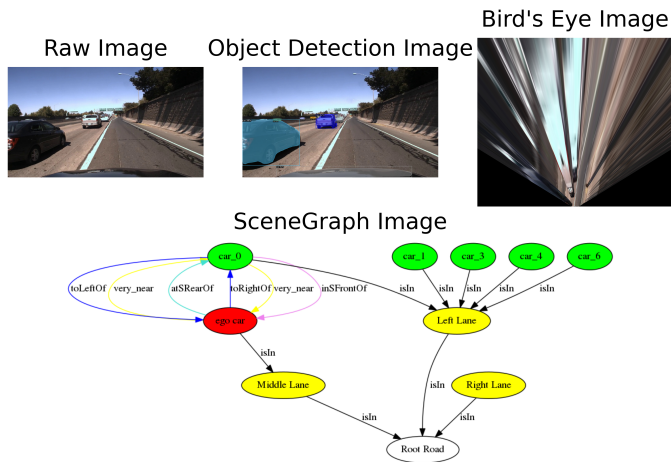 Bird's Eye Image
Raw Image
Object Detection Image
SceneGraph Image
car_0
car_1
car_3
car_4
car_6
toLeftOf
very_near
atSRearOf
toRightOf
very_near
inSFrontOf
isIn
isIn
isIn
isIn
isIn
ego car
Left Lane
isIn
Middle Lane
Right Lane
isIn
isIn
isIn
Root Road